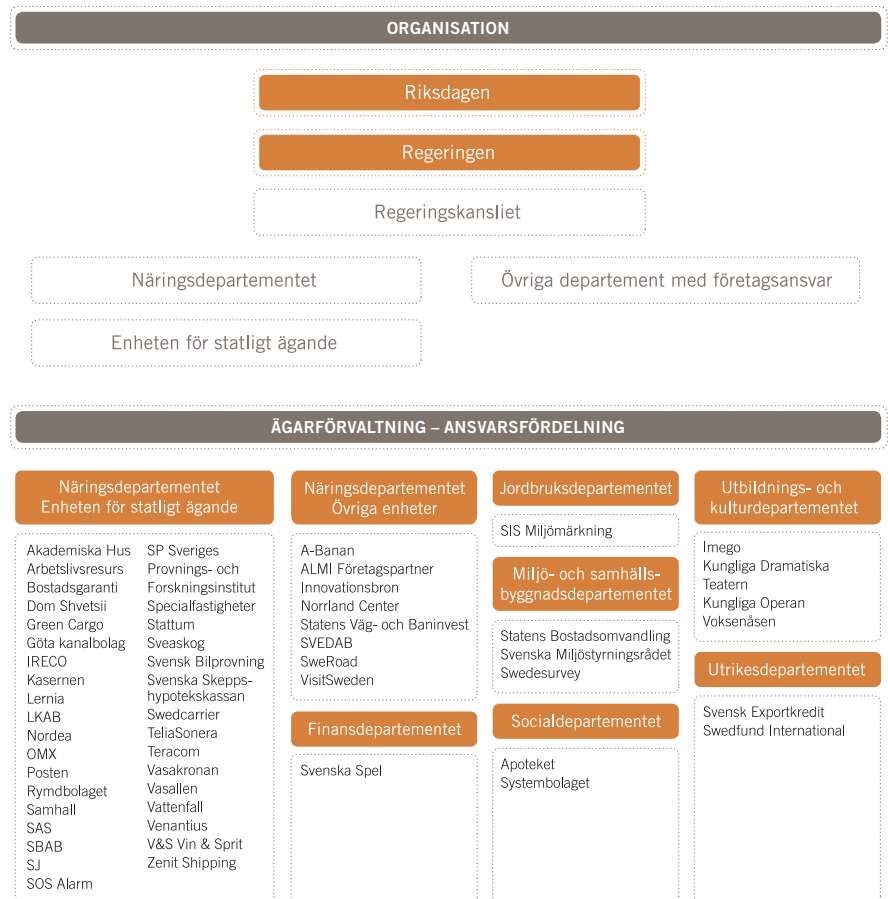 ORGANISATION
Riksdagen
Regeringen
Regeringskansliet
Näringsdepartementet
Övriga departement med företagsansvar
Enheten för statligt ägande
ÄGARFÖRVALTNING – ANSVARSFÖRDELNING
Näringsdepartementet
Enheten för statligt ägande
Akademiska Hus
Arbetslivsresurs
Bostadsgaranti
Dom Shvetsii
Green Cargo
Göta kanalbolag
IRECO
Kasernen
Lernia
LKAB
Nordea
OMX
Posten
Rymdbolaget
Samhall
SAS
SBAB
SJ
SOS Alarm
SP Sveriges
Provnings- och
Forskningsinstitut
Specialfastigheter
Stattum
Sveaskog
Svensk Bilprovning
Svenska Skepps-
hypotekskassan
Swedcarrier
TeliaSonera
Teracom
Vasakronan
Vasallen
Vattenfall
Venantius
V&S Vin & Sprit
Zenit Shipping
Näringsdepartementet
Övriga enheter
A-Banan
ALMI Företagspartner
Innovationsbron
Norrland Center
Statens Väg- och Baninvest
SVEDAB
SweRoad
VisitSweden
Finansdepartementet
Svenska Spel
Jordbruksdepartementet
SIS Miljömärkning
Miljö- och samhälls-
byggnadsdepartementet
Statens Bostadsomvandling
Svenska Miljöstyrningsrådet
Swedesurvey
Socialdepartementet
Apoteket
Systembolaget
Utbildnings- och
kulturdepartementet
Imego
Kungliga Dramatiska
Teatern
Kungliga Operan
Voksenåsen
Utrikesdepartementet
Svensk Exportkredit
Swedfund International